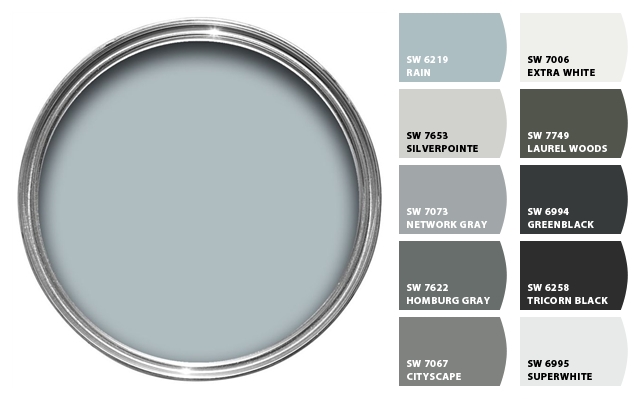 SW 6219
RAIN
SW 7006
EXTRA WHITE
SW 7653
SILVERPOINTE
SW 7749
LAUREL WOODS
SW 7073
NETWORK GRAY
SW 6994
GREENBLACK
SW 7622
HOMBURG GRAY
SW 6258
TRICORN BLACK
SW 7067
CITYSCAPE
SW 6995
SUPERWHITE